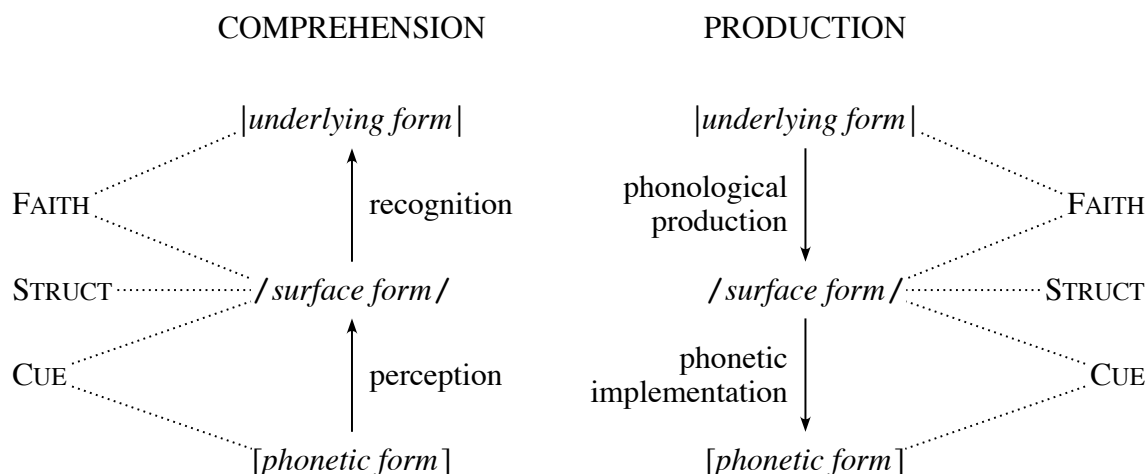 COMPREHENSION PRODUCTION
|underlying form| |underlying form|
FAITH recognition phonological production FAITH
STRUCT /surface form/ /surface form/ STRUCT
CUE perception phonetic implementation CUE
[phonetic form] [phonetic form]